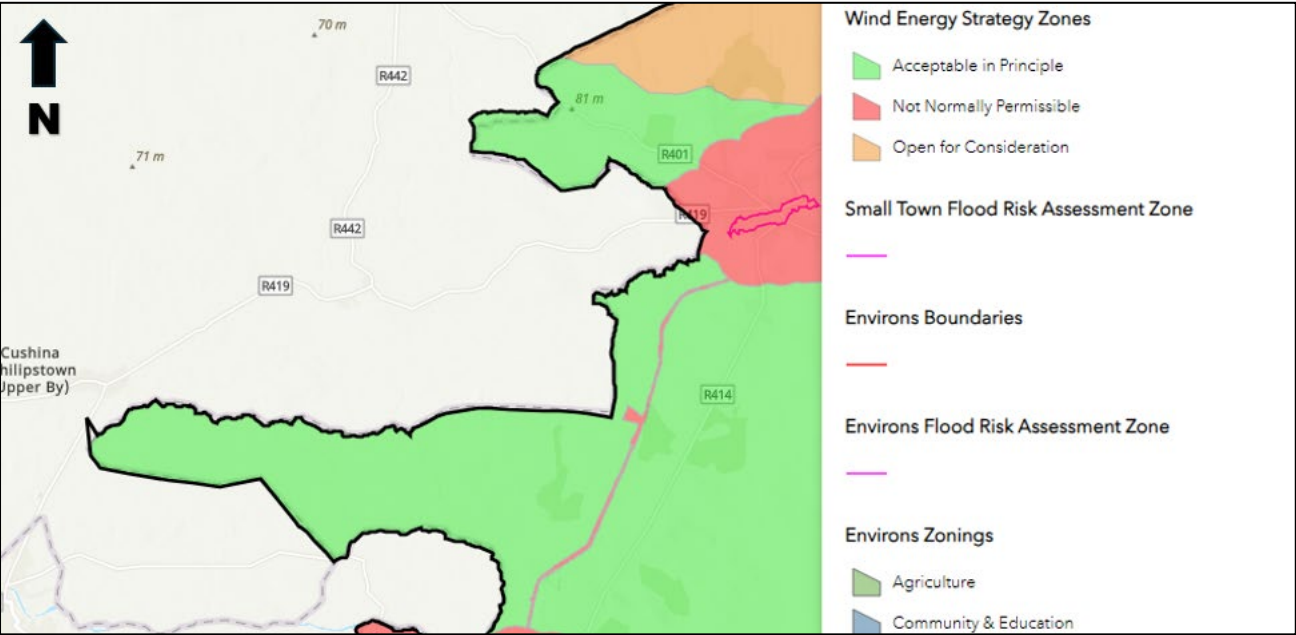 N
70 m
R442
81 m
71 m
R401
R419
R442
R419
Cushina
hilipstown
Upper By)
R414
Wind Energy Strategy Zones
Acceptable in Principle
Not Normally Permissible
Open for Consideration
Small Town Flood Risk Assessment Zone
Environs Boundaries
Environs Flood Risk Assessment Zone
Environs Zonings
Agriculture
Community & Education